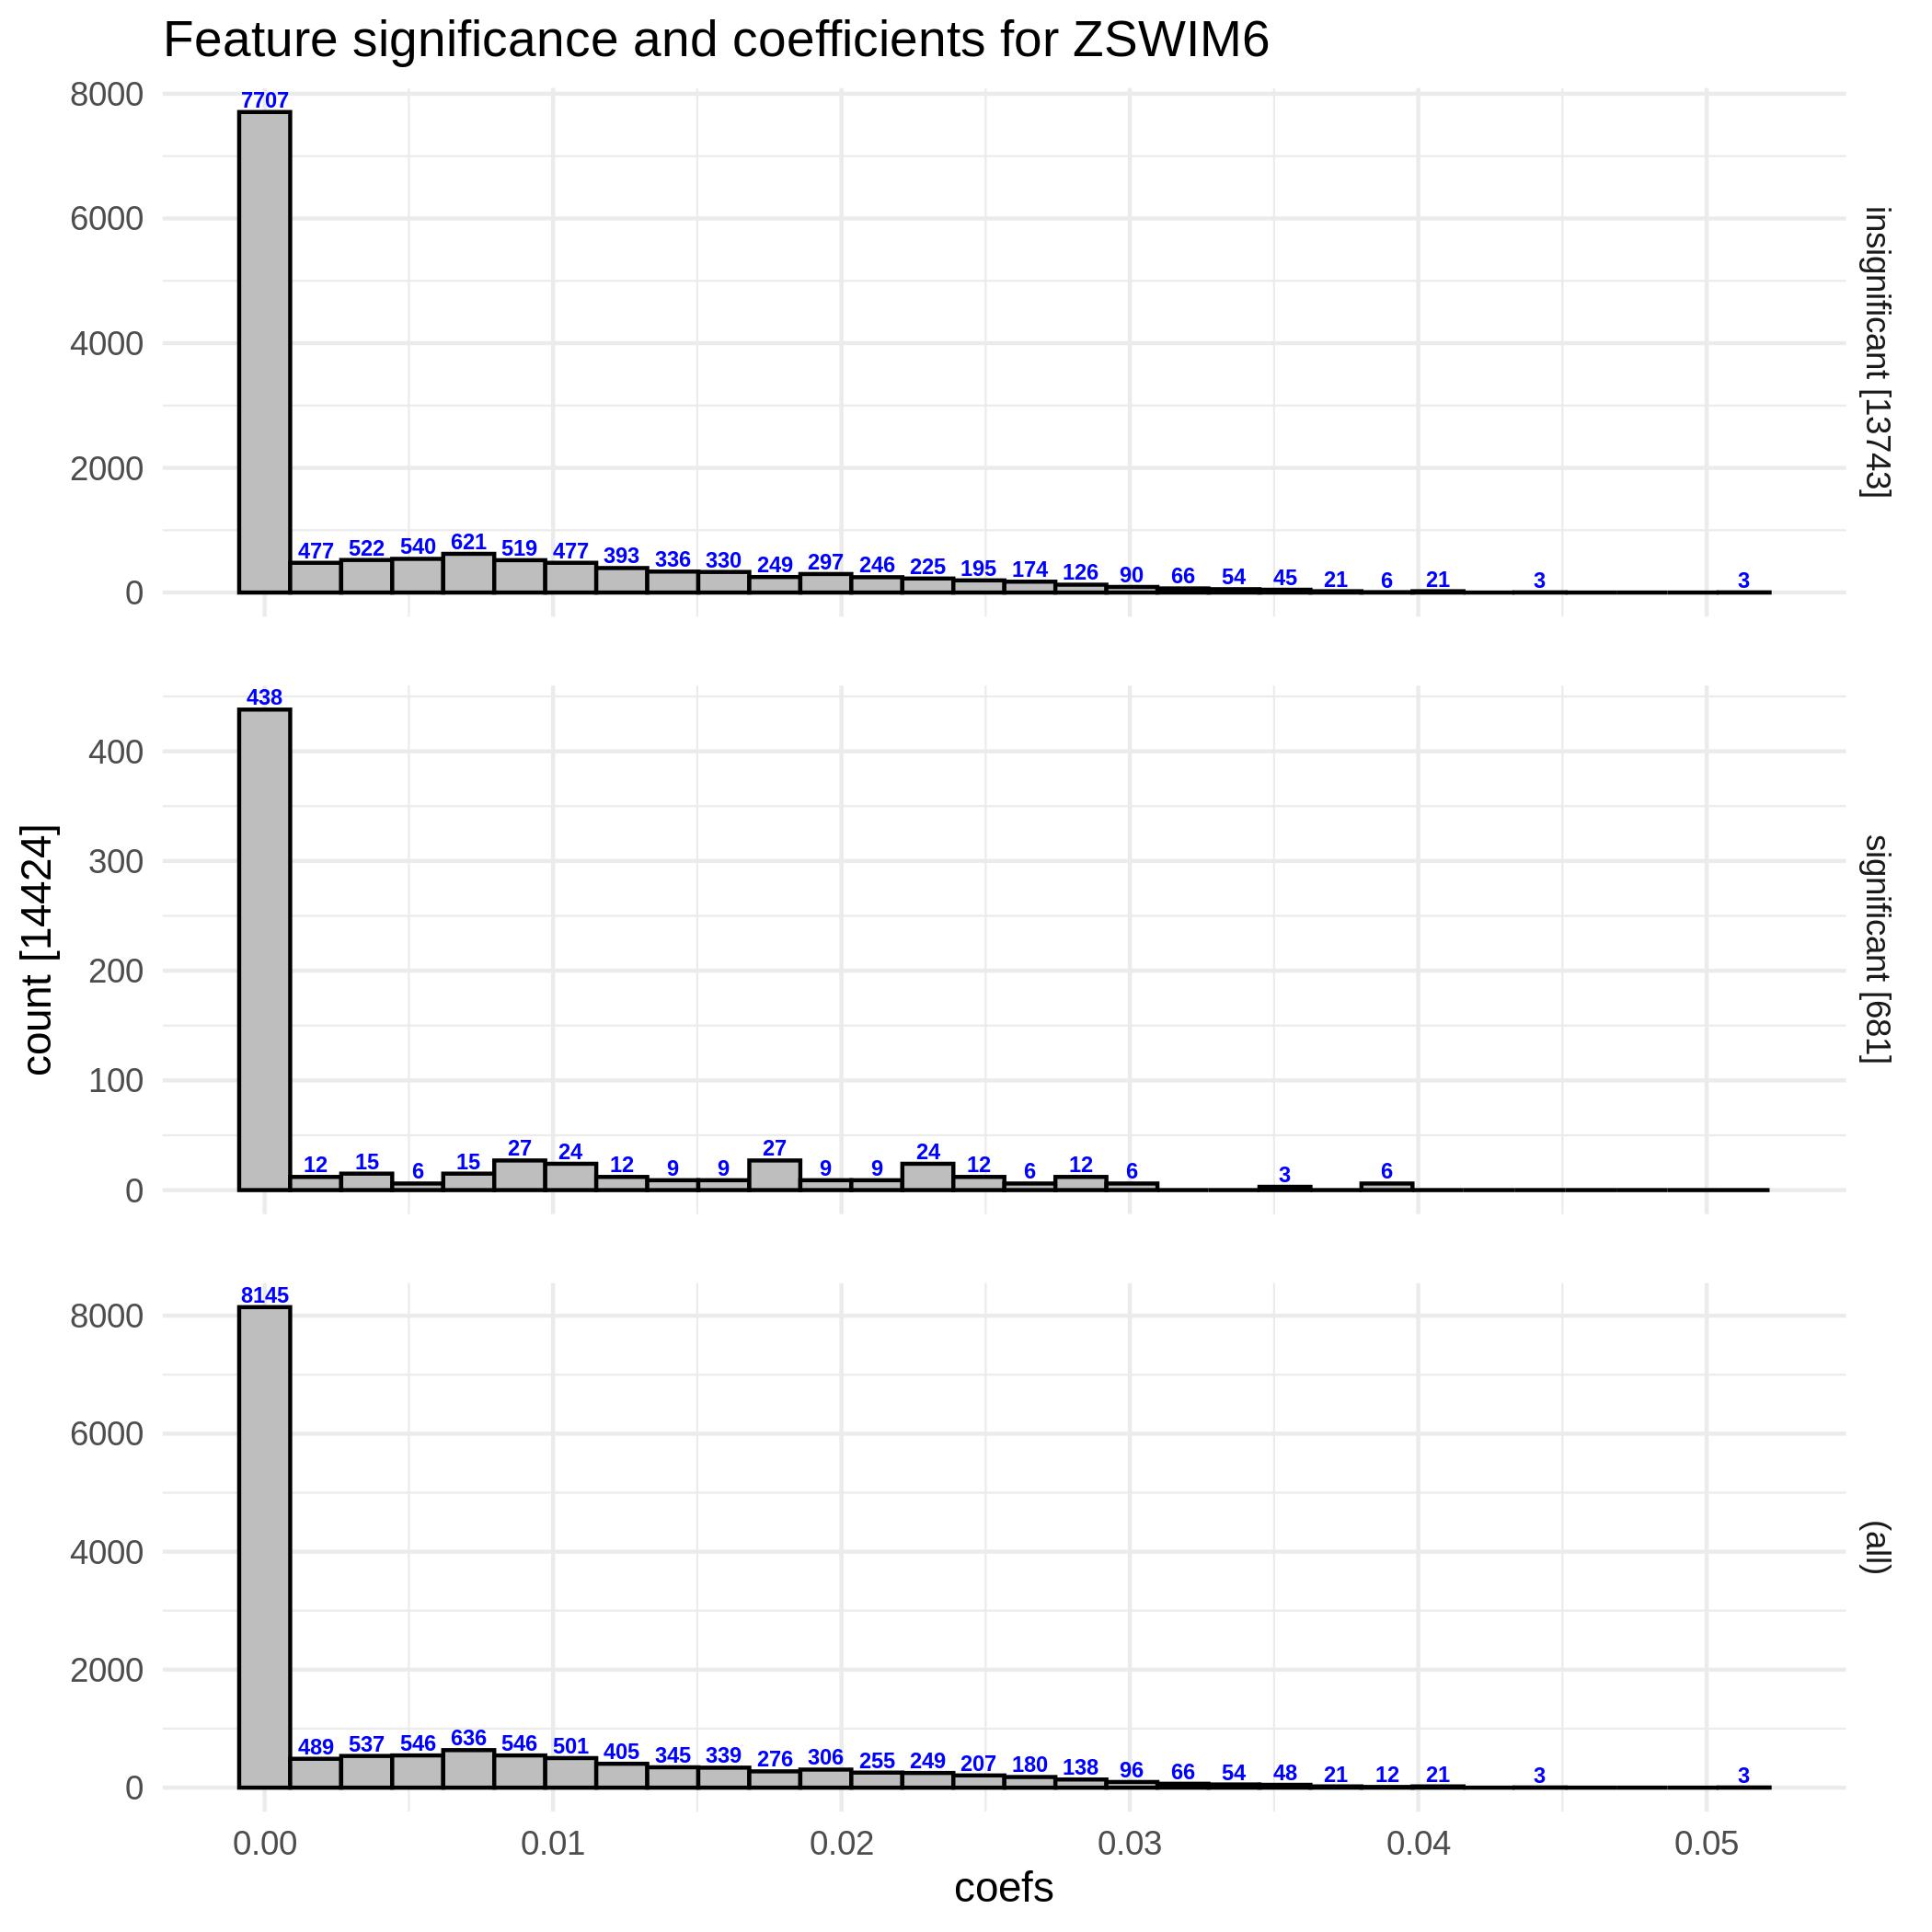 Feature significance and coefficients for ZSWIM6
count [14424]
8000
6000
4000
2000
0
7707
477 522 540 621 519 477 393 336 330 249 297 246 225 195 174 126 90 66 54 45 21 6 21 3 3
insignificant [13743]
400
300
200
100
0
438
12 15 6 15 27 24 12 9 9 27 9 9 24 12 6 12 6 3 6
significant [681]
8000
6000
4000
2000
0
8145
489 537 546 636 546 501 405 345 339 276 306 255 249 207 180 138 96 66 54 48 21 12 21 3 3
(all)
0.00 0.01 0.02 0.03 0.04 0.05
coefs